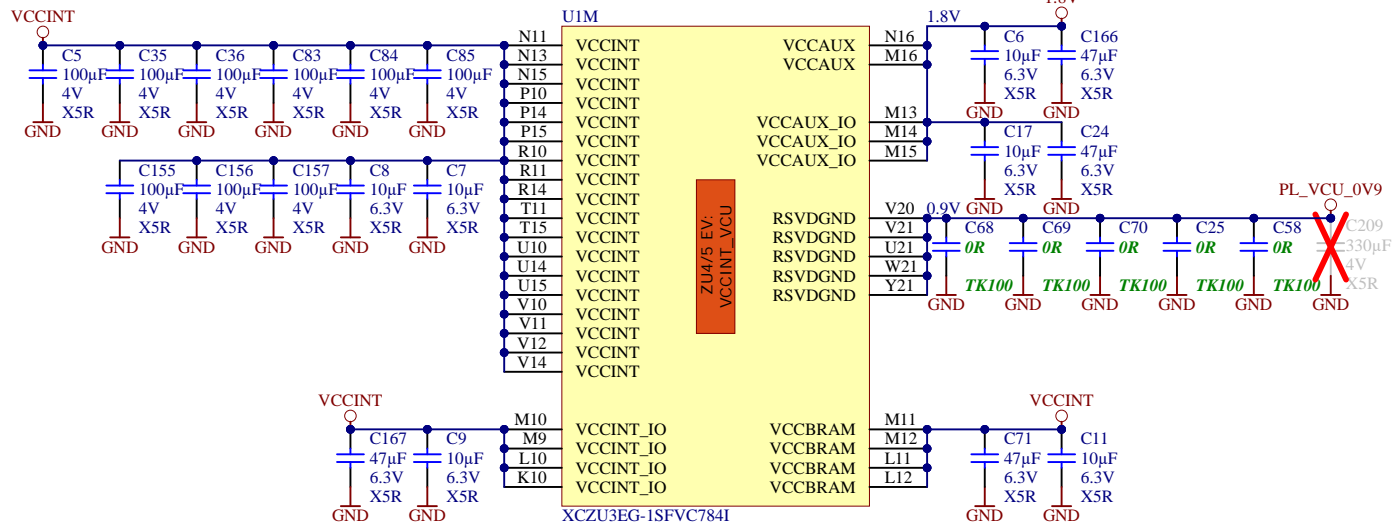 VCCINT
U1M
1.8V
1.8V
N11 VCCINT
N13 VCCINT
N15 VCCINT
P10 VCCINT
P14 VCCINT
P15 VCCINT
R10 VCCINT
R11 VCCINT
R14 VCCINT
T11 VCCINT
T15 VCCINT
U10 VCCINT
U14 VCCINT
U15 VCCINT
V10 VCCINT
V11 VCCINT
V12 VCCINT
V14 VCCINT
C5
100µF
4V
X5R
GND
C35
100µF
4V
X5R
GND
C36
100µF
4V
X5R
GND
C83
100µF
4V
X5R
GND
C84
100µF
4V
X5R
GND
C85
100µF
4V
X5R
GND
C155
100µF
4V
X5R
GND
C156
100µF
4V
X5R
GND
C157
100µF
4V
X5R
GND
C8
10µF
6.3V
X5R
GND
C7
10µF
6.3V
X5R
GND
VCCAUX N16
VCCAUX M16
VCCAUX_IO M13
VCCAUX_IO M14
VCCAUX_IO M15
C6
10µF
6.3V
X5R
GND
C166
47µF
6.3V
X5R
GND
C17
10µF
6.3V
X5R
GND
C24
47µF
6.3V
X5R
GND
ZU4/5 EV:
VCCINT_VCU
RSVDGND V20
RSVDGND V21
RSVDGND U21
RSVDGND W21
RSVDGND Y21
0.9V
PL_VCU_0V9
C68
0R
TK100
GND
C69
0R
TK100
GND
C70
0R
TK100
GND
C25
0R
TK100
GND
C58
0R
TK100
GND
C209
330µF
4V
X5R
GND
VCCINT
M10 VCCINT_IO
M9 VCCINT_IO
L10 VCCINT_IO
K10 VCCINT_IO
C167
47µF
6.3V
X5R
GND
C9
10µF
6.3V
X5R
GND
VCCINT
VCCBRAM M11
VCCBRAM M12
VCCBRAM L11
VCCBRAM L12
C71
47µF
6.3V
X5R
GND
C11
10µF
6.3V
X5R
GND
XCZU3EG-1SFVC784I